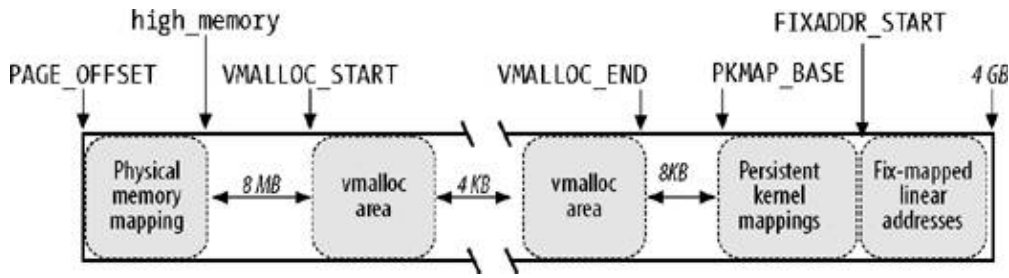 high_memory
FIXADDR_START
PAGE_OFFSET
VMALLOC_START
VMALLOC_END
PKMAP_BASE
4 GB
Physical
memory
mapping
8 MB
vmalloc
area
4 KB
vmalloc
area
8KB
Persistent
kernel
mappings
Fix-mapped
linear
addresses